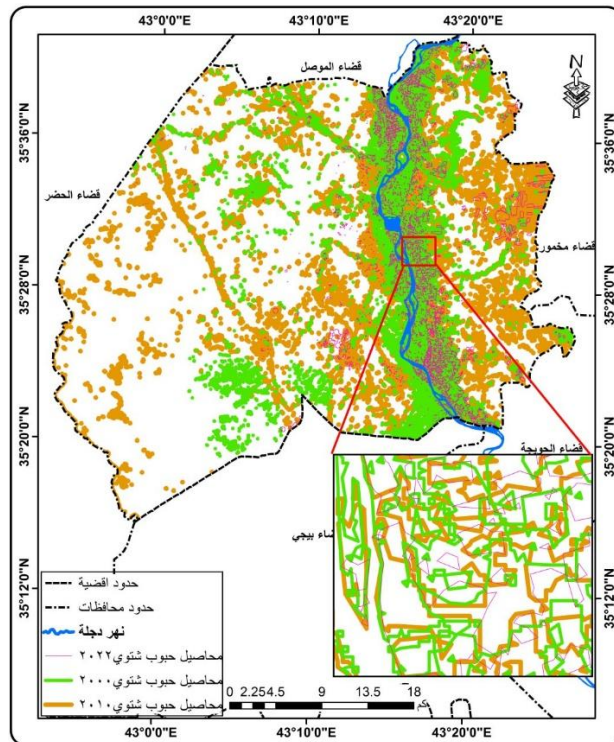 43°0'0"E 43°10'0"E 43°20'0"E
N
قضاء الموصل
35°36'0"N 35°36'0"N
قضاء الحضر
قضاء مخمور
35°28'0"N 35°28'0"N
35°20'0"N 35°20'0"N
قضاء الحويجة
بيجي
35°12'0"N 35°12'0"N
حدود اقضية
حدود محافظات
نهر دجلة
محاصيل حبوب شتوي٢٠٢٢
محاصيل حبوب شتوي٢٠٠٠
محاصيل حبوب شتوي٢٠١٠
0 2.254.5 9 13.5 18
كم
43°0'0"E 43°10'0"E 43°20'0"E